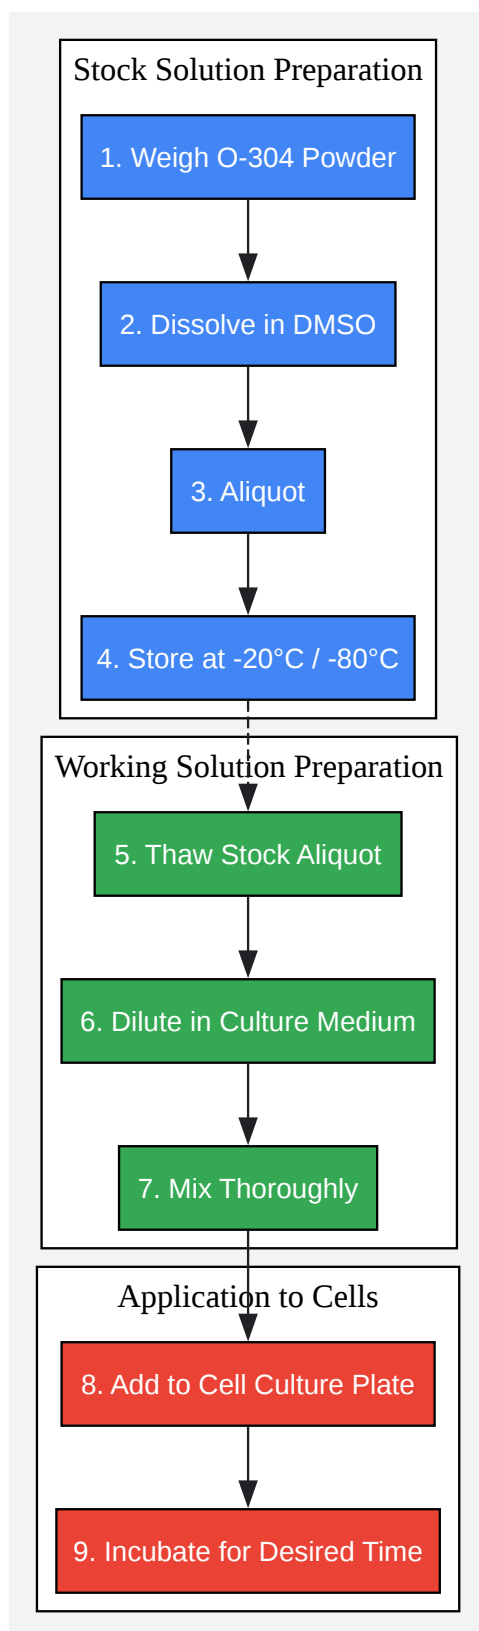 Stock Solution Preparation
1. Weigh O-304 Powder
2. Dissolve in DMSO
3. Aliquot
4. Store at -20°C / -80°C
Working Solution Preparation
5. Thaw Stock Aliquot
6. Dilute in Culture Medium
7. Mix Thoroughly
Application to Cells
8. Add to Cell Culture Plate
9. Incubate for Desired Time